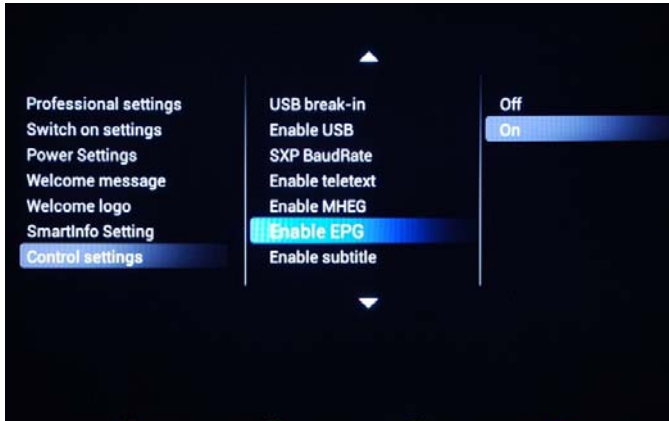 Professional settings
Switch on settings
Power Settings
Welcome message
Welcome logo
SmartInfo Setting
Control settings
USB break-in
Enable USB
SXP BaudRate
Enable teletext
Enable MHEG
Enable EPG
Enable subtitle
Off
On